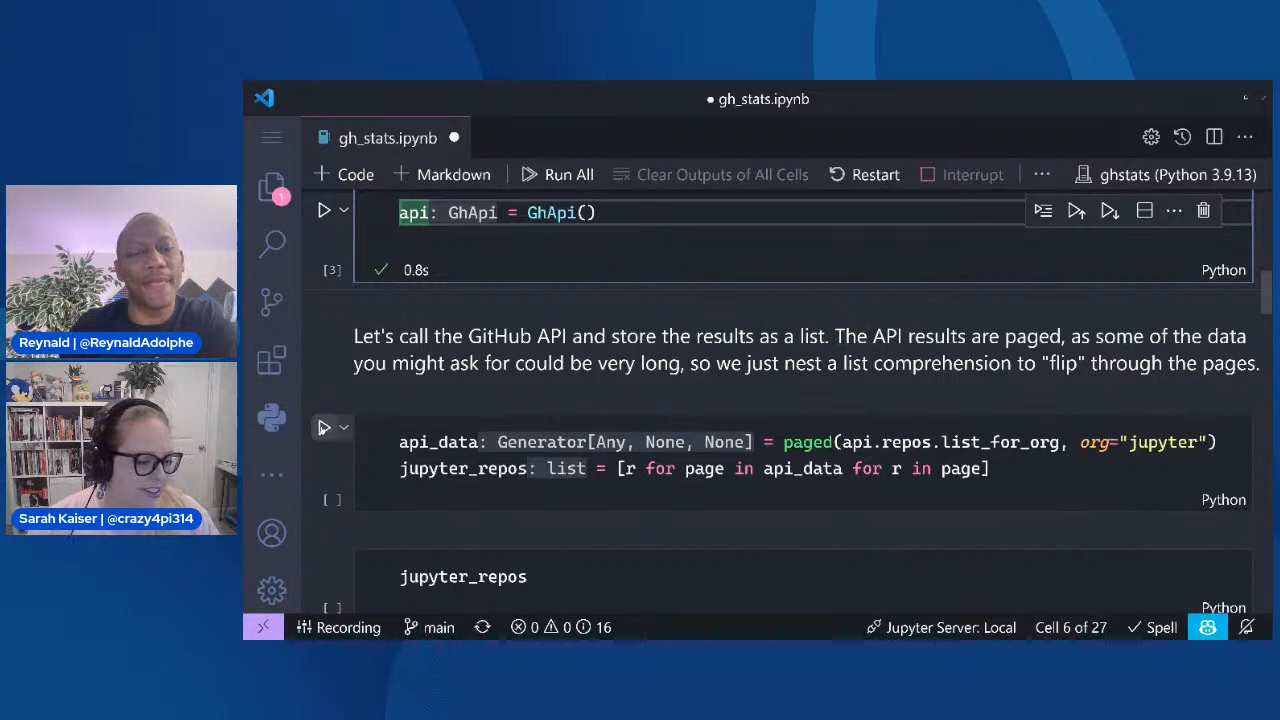 gh_stats.ipynb
gh_stats.ipynb
Code
Markdown
Run All
Clear Outputs of All Cells
Restart
Interrupt
ghstats (Python 3.9.13)
1
api: GhApi = GhApi()
[3]
0.8s
Python
Let's call the GitHub API and store the results as a list. The API results are paged, as some of the data
you might ask for could be very long, so we just nest a list comprehension to "flip" through the pages.
api_data: Generator[Any, None, None] = paged(api.repos.list_for_org, org="jupyter")
jupyter_repos: list = [r for page in api_data for r in page]
[ ]
Python
jupyter_repos
[ ]
Python
Recording
main
0
0
16
Jupyter Server: Local
Cell 6 of 27
Spell
Reynald | @ReynaldAdolphe
Sarah Kaiser | @crazy4pi314